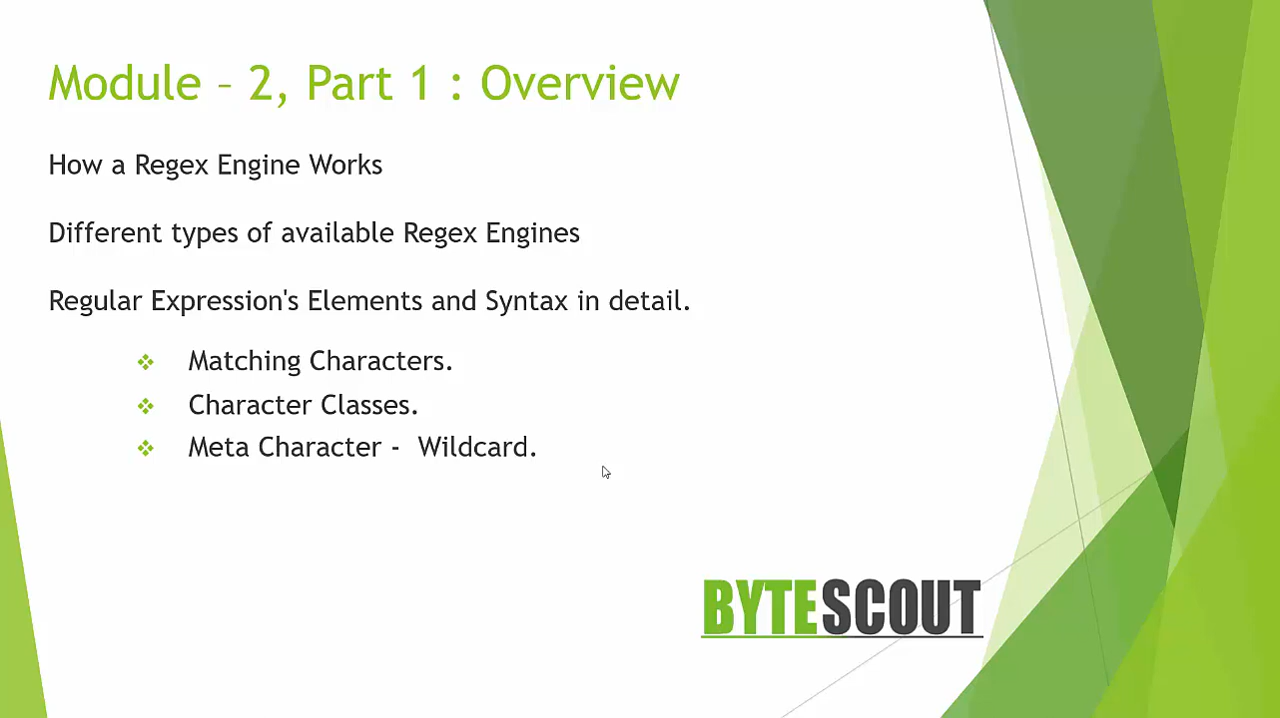 Module – 2, Part 1 : Overview
How a Regex Engine Works
Different types of available Regex Engines
Regular Expression's Elements and Syntax in detail.
Matching Characters.
Character Classes.
Meta Character - Wildcard.
BYTESCOUT